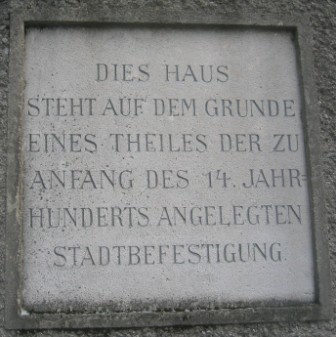 DIES HAUS
STEHT AUF DEM GRUNDE
EINES THEILES DER ZU
ANFANG DES 14. JAHR-
HUNDERTS ANGELEGTEN
STADTBEFESTIGUNG